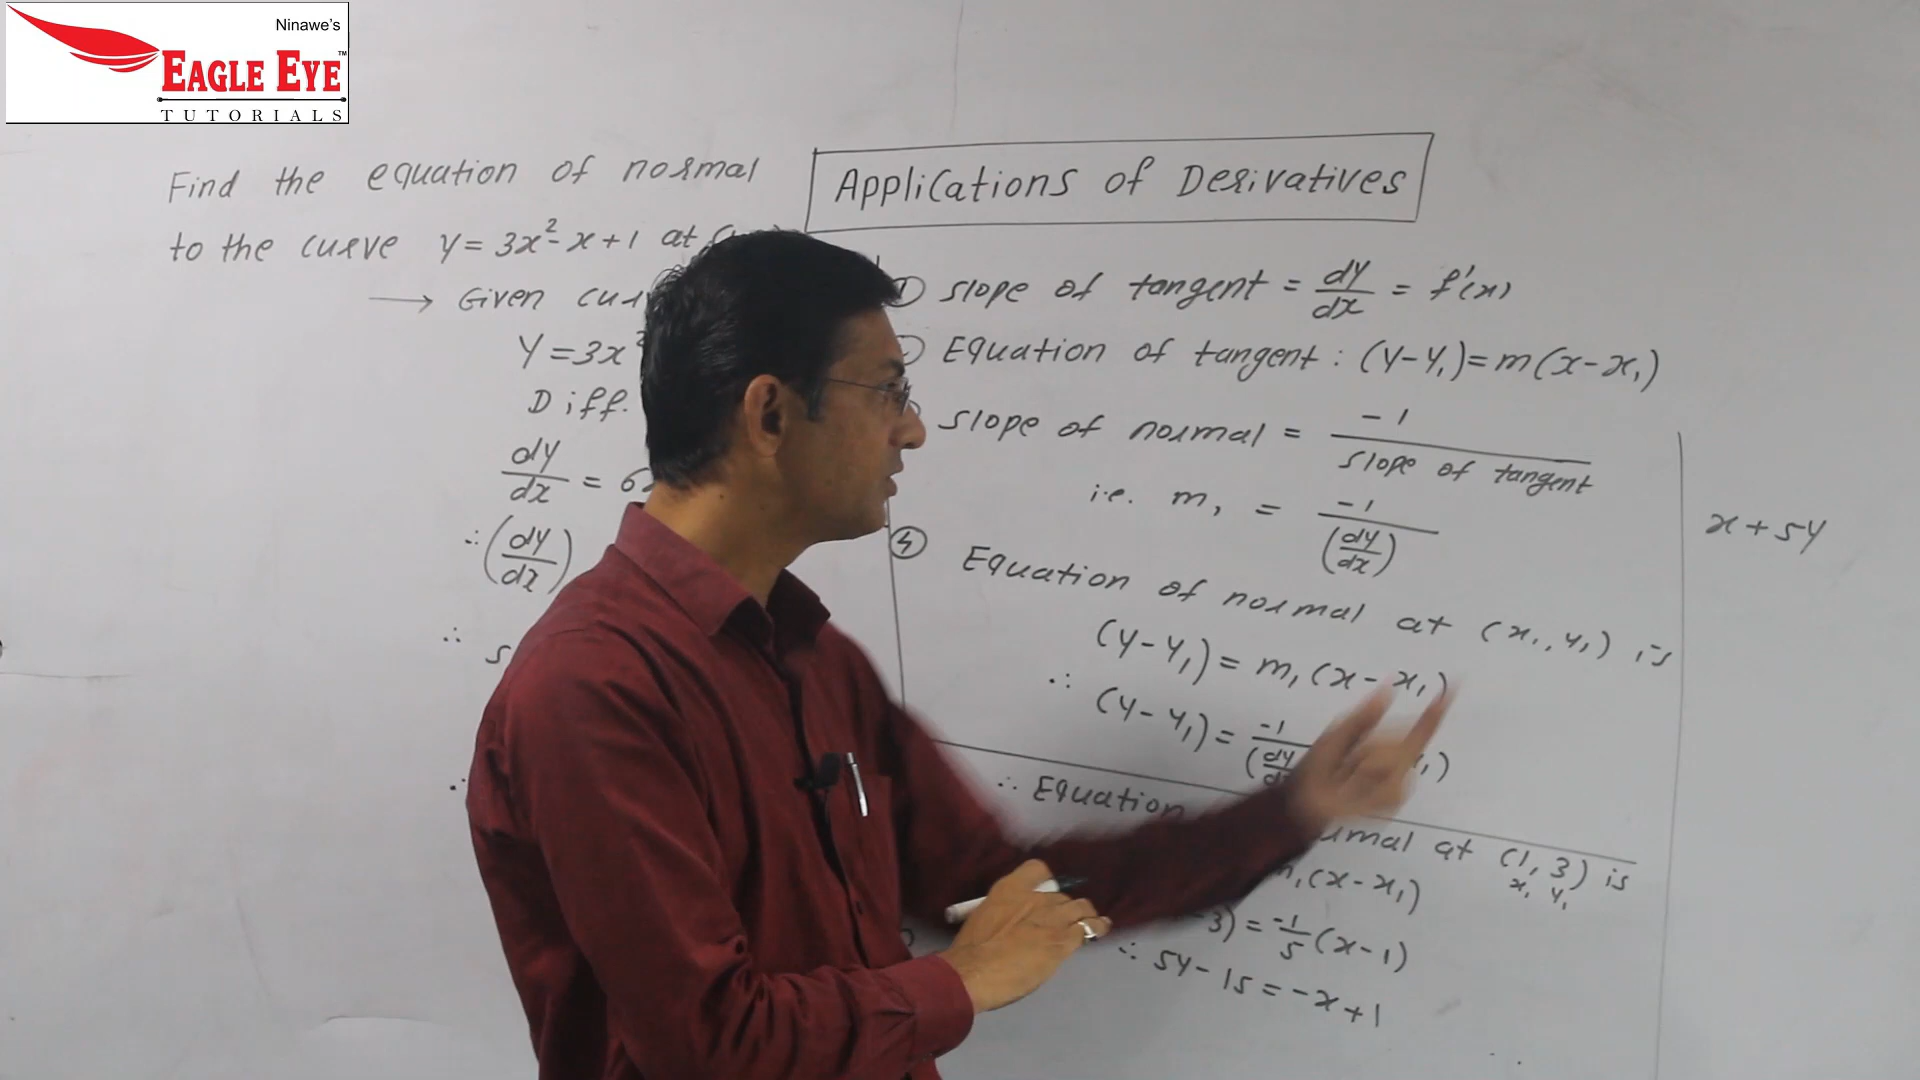 Ninawe's
EAGLE EYE™
TUTORIALS
Find the equation of normal
to the curve y = 3x² - x + 1 at
→ Given
y = 3x²
Diff.
dy/dx = 6
∴ (dy/dx)
∴
∴
Applications of Derivatives
slope of tangent = dy/dx = f'(x)
Equation of tangent : (y - y₁) = m(x - x₁)
slope of normal = -1/slope of tangent
i.e. m₁ = -1/(dy/dx)
④ Equation of normal at (x₁, y₁) is
(y - y₁) = m₁(x - x₁)
∴ (y - y₁) = -1/(dy/
∴ Equation at (1, 3) is
x₁ y₁
(x - x₁)
3) = -1/5 (x - 1)
∴ 5y - 15 = -x + 1
x + 5y